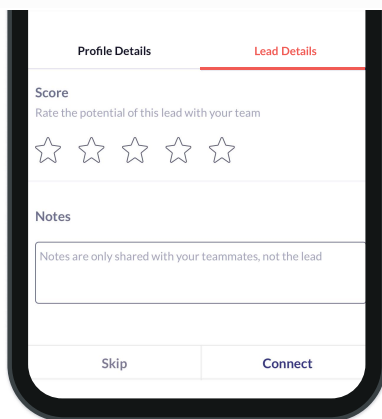 Profile Details
Lead Details
Score
Rate the potential of this lead with your team
Notes
Notes are only shared with your teammates, not the lead
Skip
Connect